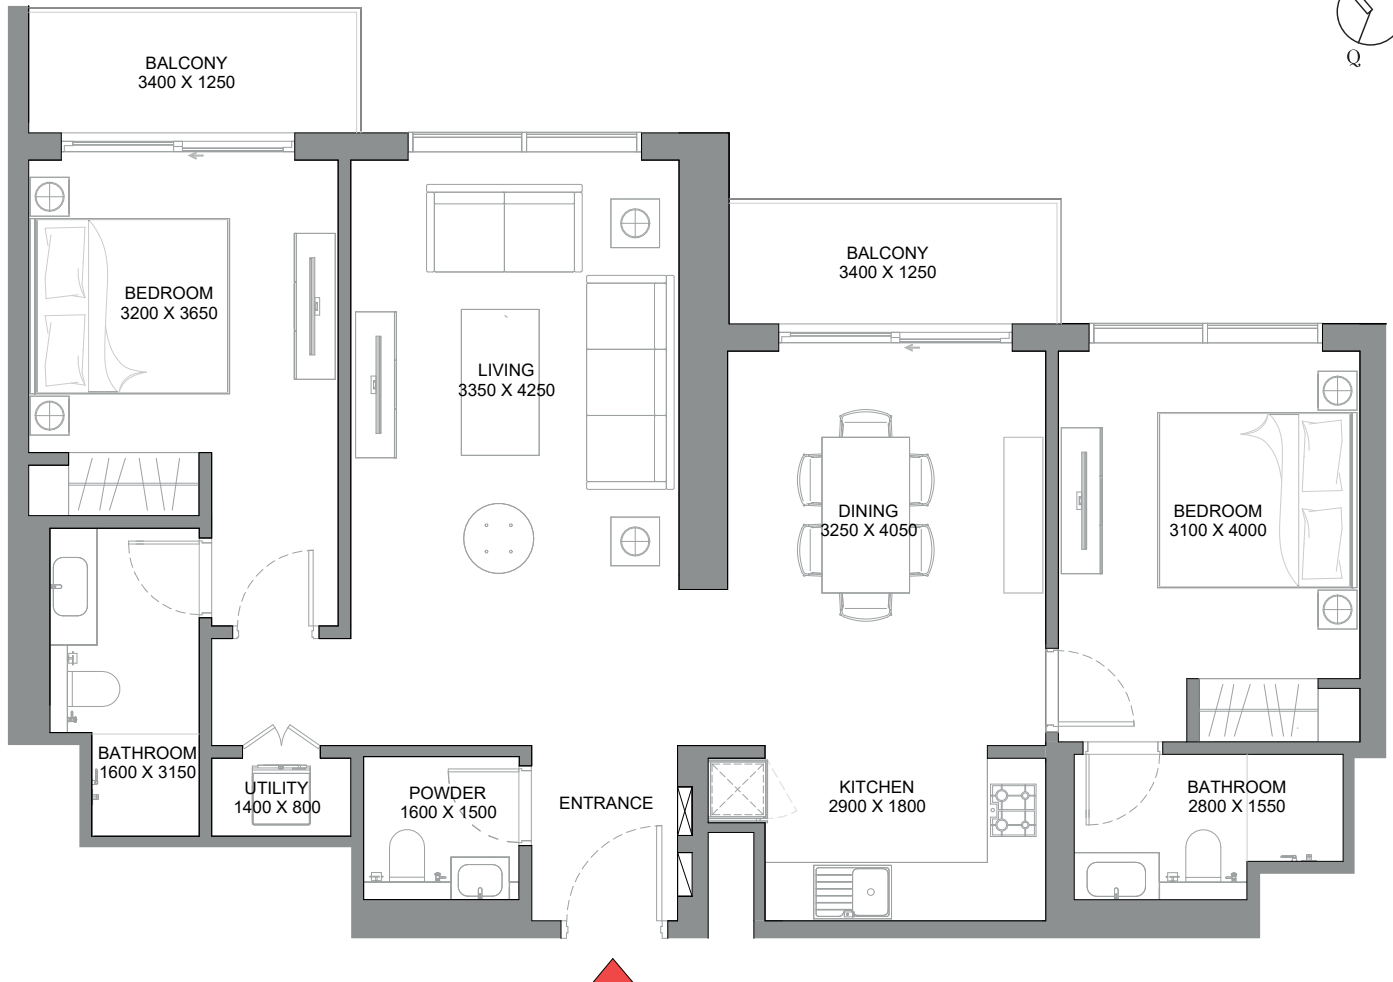 Q
BALCONY
3400 X 1250
BALCONY
3400 X 1250
BEDROOM
3200 X 3650
LIVING
3350 X 4250
DINING
3250 X 4050
BEDROOM
3100 X 4000
BATHROOM
1600 X 3150
UTILITY
1400 X 800
POWDER
1600 X 1500
ENTRANCE
KITCHEN
2900 X 1800
BATHROOM
2800 X 1550